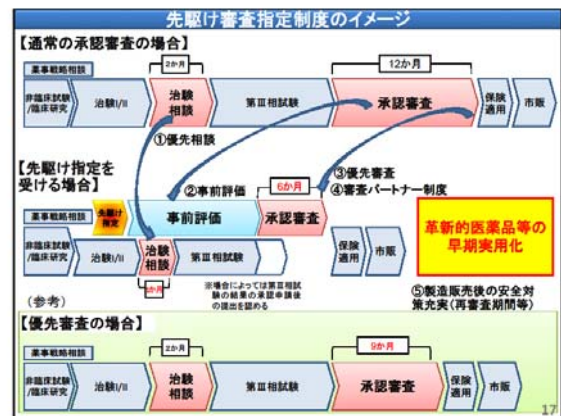 先駆け審査指定制度のイメージ
【通常の承認審査の場合】
薬事戦略相談
2か月
12か月
非臨床試験
/臨床研究
治験I/II
治験
相談
第Ⅲ相試験
承認審査
保険
適用
市販
①優先相談
【先駆け指定を
受ける場合】
②事前評価
③優先審査
④審査パートナー制度
6か月
薬事戦略相談
先駆け
指定
事前評価
承認審査
革新的医薬品等の
早期実用化
非臨床試験
/臨床研究
治験I/II
治験
相談
第Ⅲ相試験
保険
適用
市販
1か月
※場合によっては第Ⅲ相試
験の結果の承認申請後
の提出を認める
⑤製造販売後の安全対
策充実(再審査期間等)
(参考)
【優先審査の場合】
薬事戦略相談
2か月
9か月
非臨床試験
/臨床研究
治験I/II
治験
相談
第Ⅲ相試験
承認審査
保険
適用
市販
17